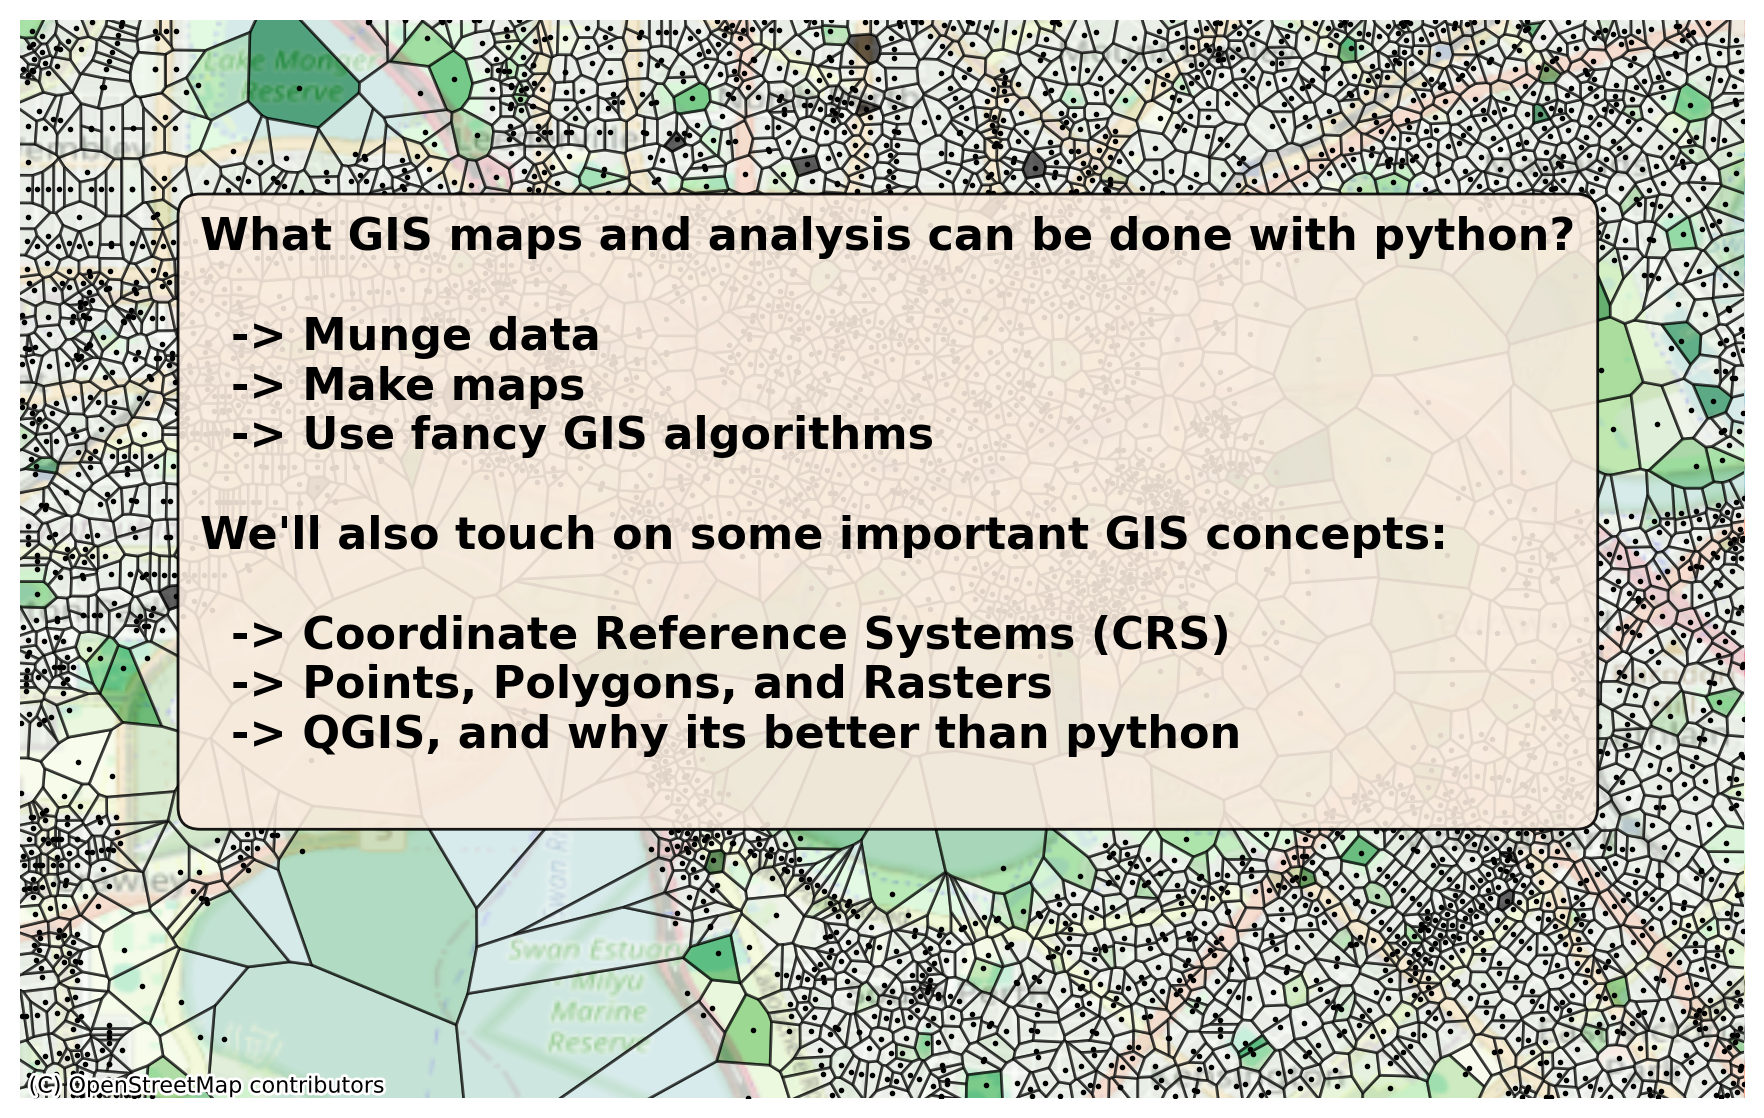 Lake Monger
Reserve
What GIS maps and analysis can be done with python?
-> Munge data
-> Make maps
-> Use fancy GIS algorithms
We'll also touch on some important GIS concepts:
-> Coordinate Reference Systems (CRS)
-> Points, Polygons, and Rasters
-> QGIS, and why its better than python
Swan Estuary
- Milyu
Marine
Reserve
(C) OpenStreetMap contributors